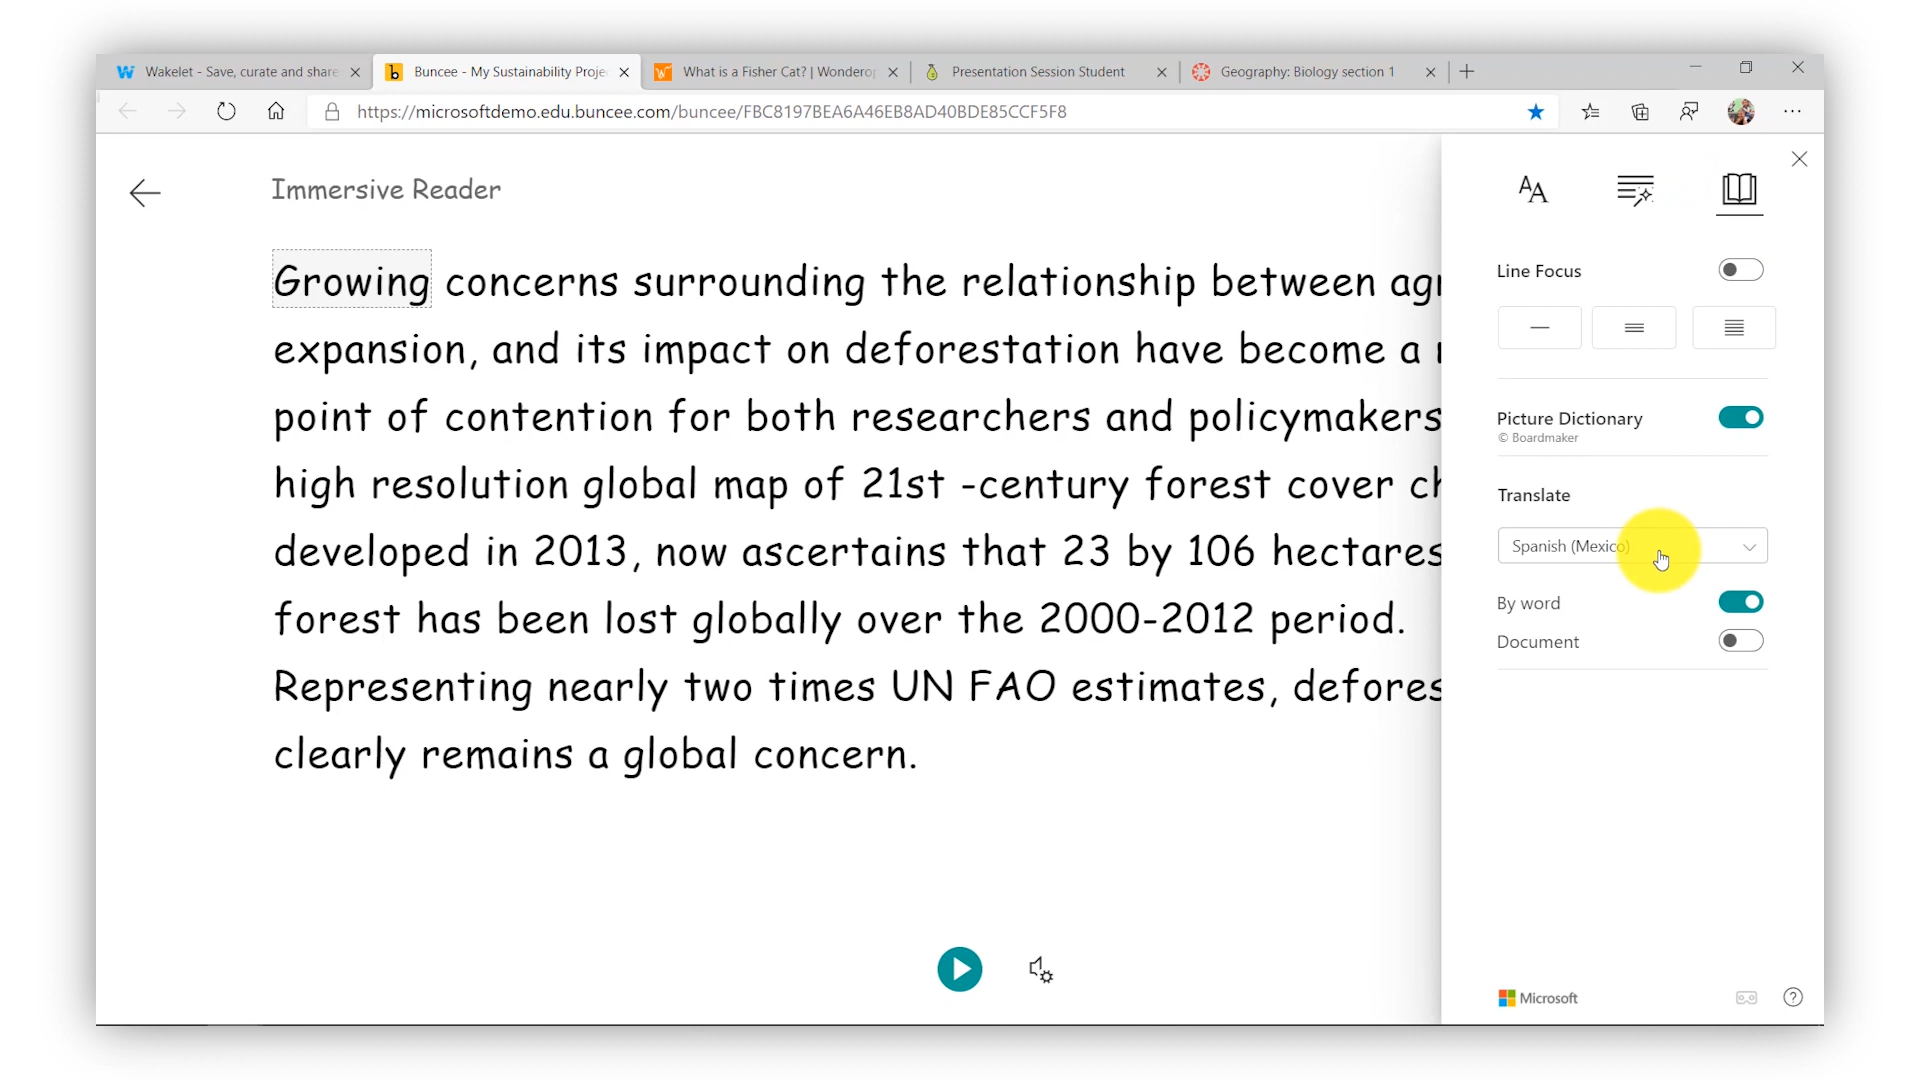 Wakelet - Save, curate and share
Buncee - My Sustainability Proje
What is a Fisher Cat? | Wonderop
Presentation Session Student
Geography: Biology section 1
https://microsoftdemo.edu.buncee.com/buncee/FBC8197BEA6A46EB8AD40BDE85CCF5F8
Immersive Reader
Growing concerns surrounding the relationship between agr
expansion, and its impact on deforestation have become a
point of contention for both researchers and policymakers
high resolution global map of 21st -century forest cover ch
developed in 2013, now ascertains that 23 by 106 hectares
forest has been lost globally over the 2000-2012 period.
Representing nearly two times UN FAO estimates, defores
clearly remains a global concern.
Line Focus
Picture Dictionary
© Boardmaker
Translate
Spanish (Mexico)
By word
Document
Microsoft